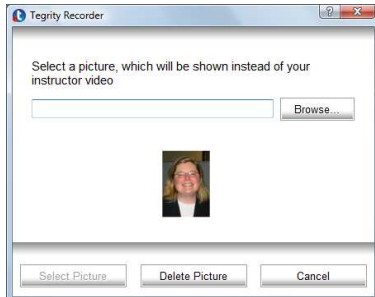 Tegrity Recorder
Select a picture, which will be shown instead of your
instructor video
Browse...
Select Picture
Delete Picture
Cancel